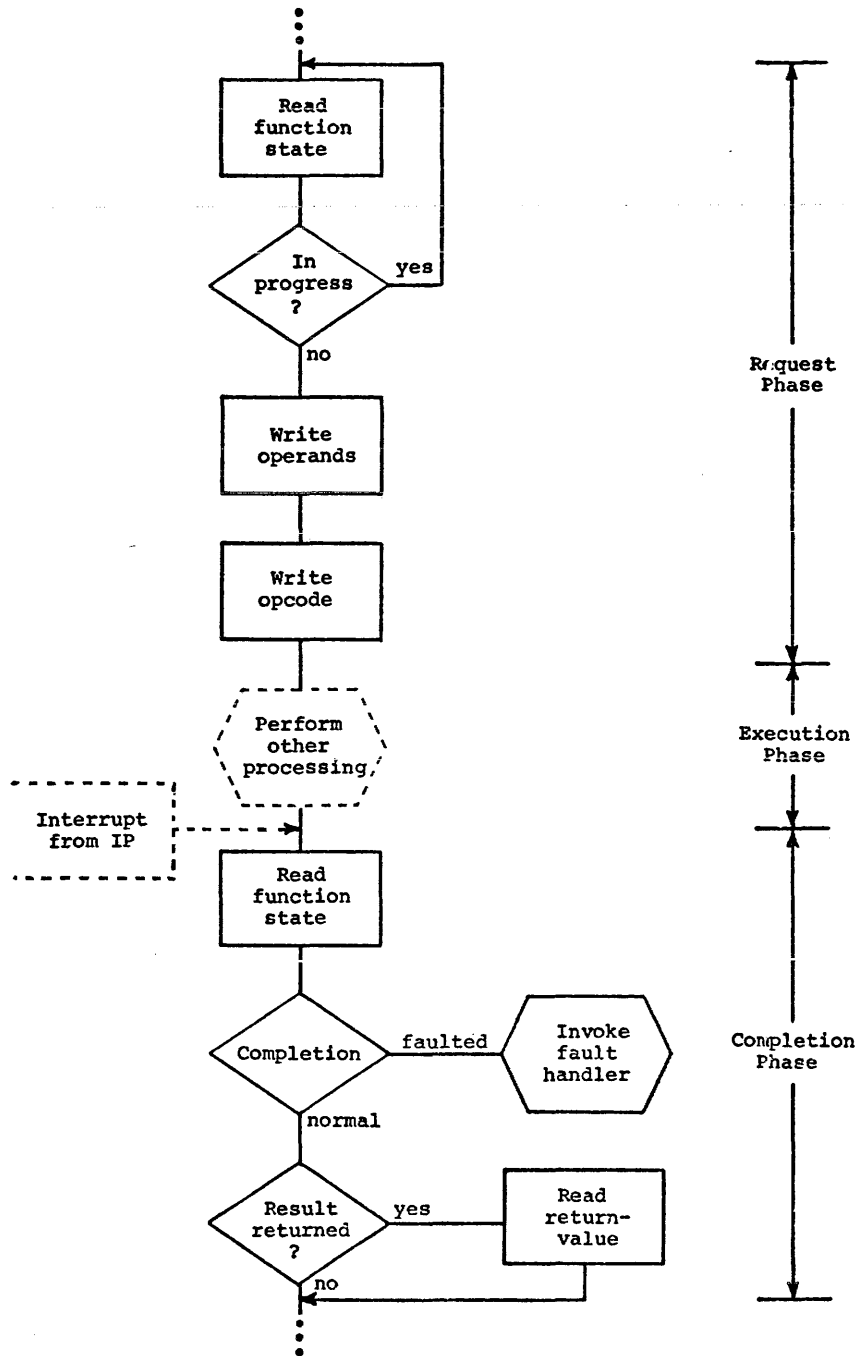 Read
function
state
In
progress
?
yes
no
Request
Phase
Write
operands
Write
opcode
Perform
other
processing
Execution
Phase
Interrupt
from IP
Read
function
state
Completion
faulted
Invoke
fault
handler
Completion
Phase
normal
Result
returned
?
yes
Read
return-
value
no